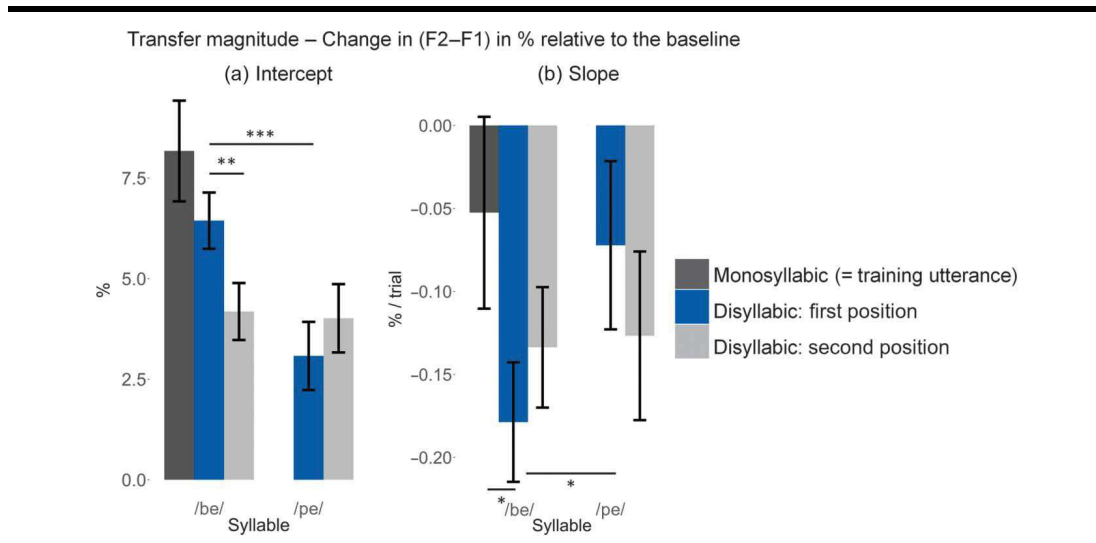 Transfer magnitude – Change in (F2–F1) in % relative to the baseline
(a) Intercept
%
7.5
5.0
2.5
0.0
***
**
/be/
/pe/
Syllable
(b) Slope
% / trial
0.00
−0.05
−0.10
−0.15
−0.20
*
*
/be/
/pe/
Syllable
Monosyllabic (= training utterance)
Disyllabic: first position
Disyllabic: second position